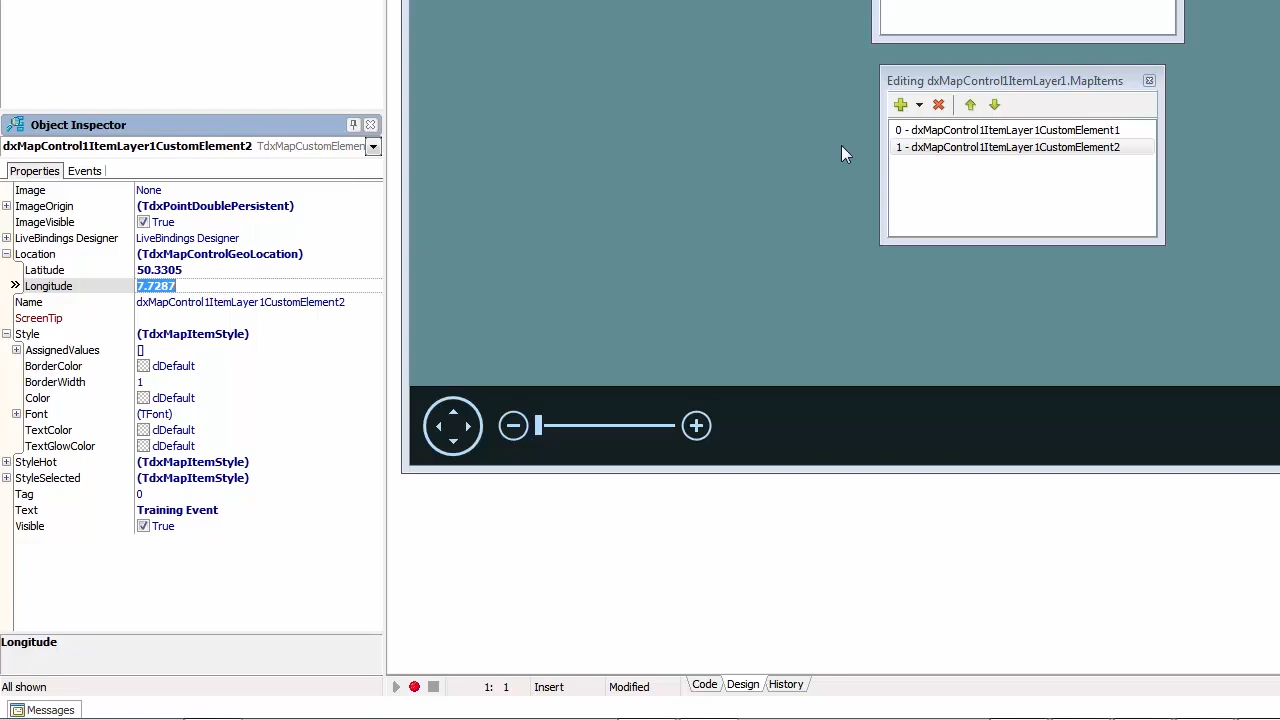 Object Inspector
dxMapControl1ItemLayer1CustomElement2 TdxMapCustomElemen
Properties Events
Image None
ImageOrigin (TdxPointDoublePersistent)
ImageVisible True
LiveBindings Designer LiveBindings Designer
Location (TdxMapControlGeoLocation)
Latitude 50.3305
Longitude 7.7287
Name dxMapControl1ItemLayer1CustomElement2
ScreenTip
Style (TdxMapItemStyle)
AssignedValues []
BorderColor clDefault
BorderWidth 1
Color clDefault
Font (TFont)
TextColor clDefault
TextGlowColor clDefault
StyleHot (TdxMapItemStyle)
StyleSelected (TdxMapItemStyle)
Tag 0
Text Training Event
Visible True
Longitude
All shown
Messages
Editing dxMapControl1ItemLayer1.MapItems
0 - dxMapControl1ItemLayer1CustomElement1
1 - dxMapControl1ItemLayer1CustomElement2
1: 1 Insert Modified Code Design History